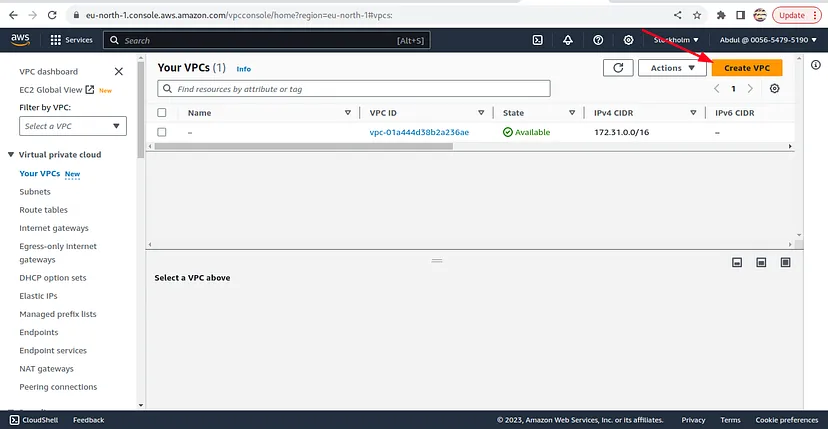 eu-north-1.console.aws.amazon.com/vpcconsole/home?region=eu-north-1#vpcs:
Update
aws
Services
Search
[Alt+S]
Stockholm
Abdul @ 0056-5479-5190
VPC dashboard
EC2 Global View New
Filter by VPC:
Select a VPC
Virtual private cloud
Your VPCs New
Subnets
Route tables
Internet gateways
Egress-only internet
gateways
DHCP option sets
Elastic IPs
Managed prefix lists
Endpoints
Endpoint services
NAT gateways
Peering connections
Your VPCs (1) Info
Actions
Create VPC
Find resources by attribute or tag
1
Name VPC ID State IPv4 CIDR IPv6 CIDR
– vpc-01a444d38b2a236ae Available 172.31.0.0/16 –
Select a VPC above
CloudShell Feedback © 2023, Amazon Web Services, Inc. or its affiliates. Privacy Terms Cookie preferences